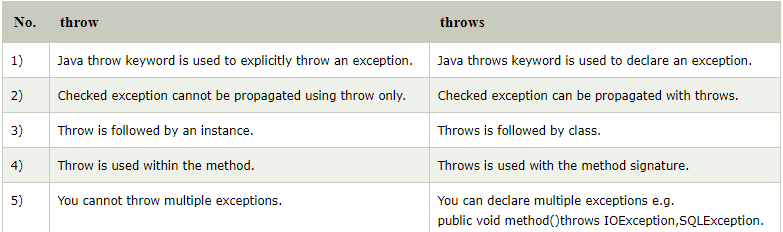 No. throw throws
1) Java throw keyword is used to explicitly throw an exception. Java throws keyword is used to declare an exception.
2) Checked exception cannot be propagated using throw only. Checked exception can be propagated with throws.
3) Throw is followed by an instance. Throws is followed by class.
4) Throw is used within the method. Throws is used with the method signature.
5) You cannot throw multiple exceptions. You can declare multiple exceptions e.g.
public void method()throws IOException,SQLException.